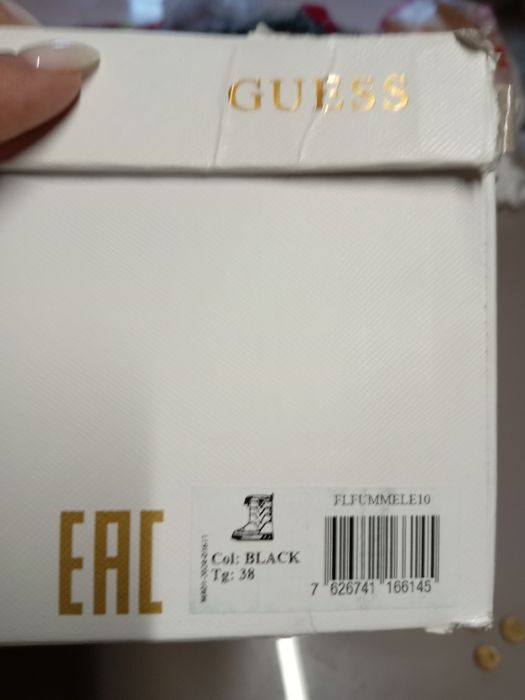 GUESS
EAC
FLFUMMELE10
Col: BLACK
Tg: 38
7 626741 166145